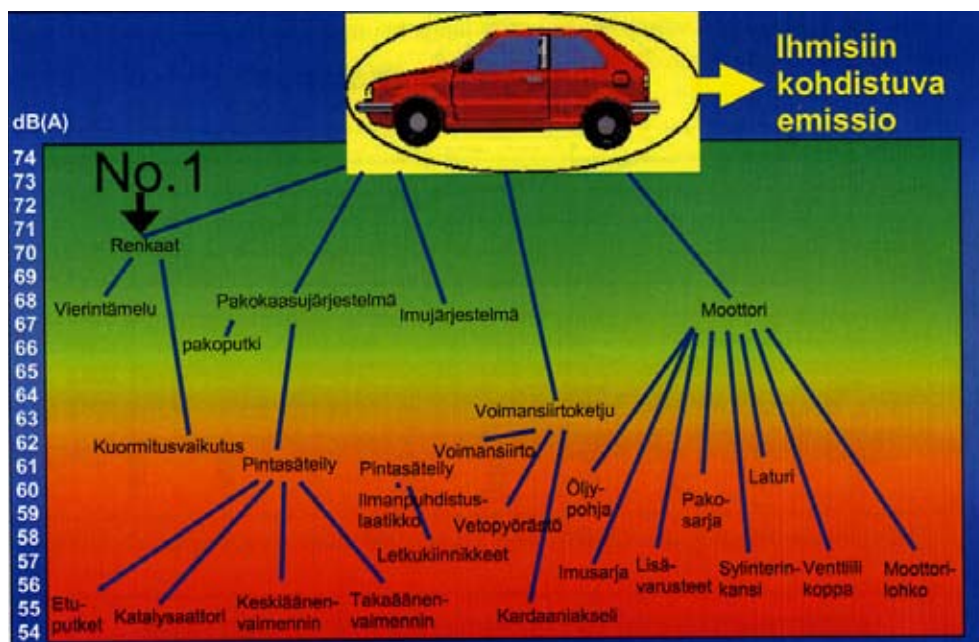 Ihmisiin
kohdistuva
emissio
dB(A)
74
73
72
71
70
69
68
67
66
65
64
63
62
61
60
59
58
57
56
55
54
No.1
Renkaat
Vierintämelu
Kuormitusvaikutus
Pakokaasujärjestelmä
pakoputki
Pintasäteily
Etu-
putket
Katalysaattori
Keskiäänen-
vaimennin
Takaäänen-
vaimennin
Imujärjestelmä
Pintasäteily
Ilmanpuhdistus-
laatikko
Letkukiinnikkeet
Voimansiirtoketju
Voimansiirto
Vetopyörästö
Kardaaniakseli
Moottori
Öljy-
pohja
Imusarja
Lisä-
varusteet
Pako-
sarja
Sylinterin-
kansi
Laturi
Venttiili
koppa
Moottori-
lohko